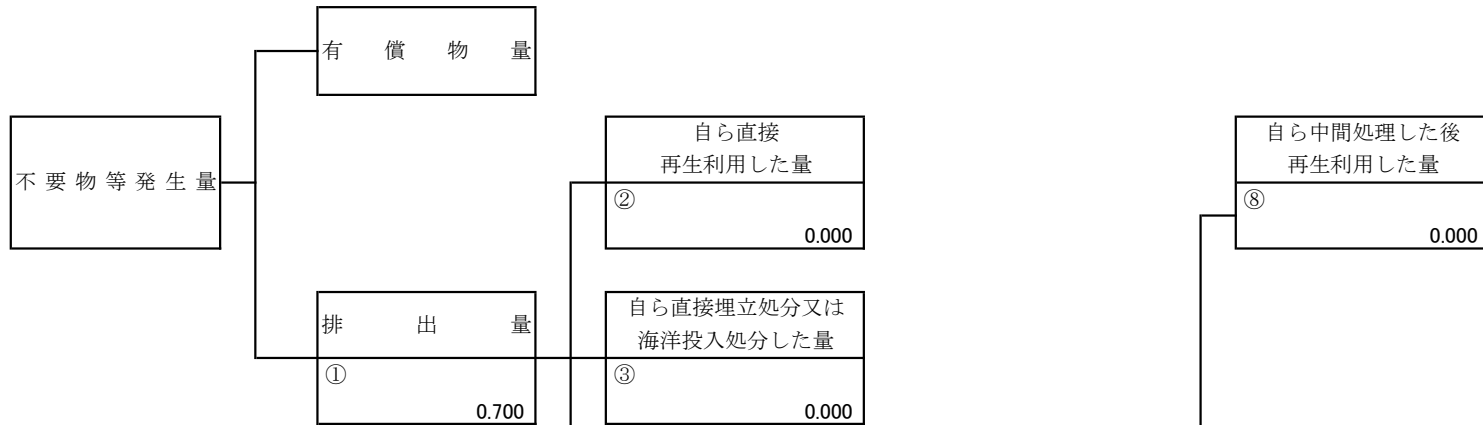 有償物量
不要物等発生量
自ら直接
再生利用した量
②
0.000
自ら中間処理した後
再生利用した量
⑧
0.000
排出量
①
0.700
自ら直接埋立処分又は
海洋投入処分した量
③
0.000